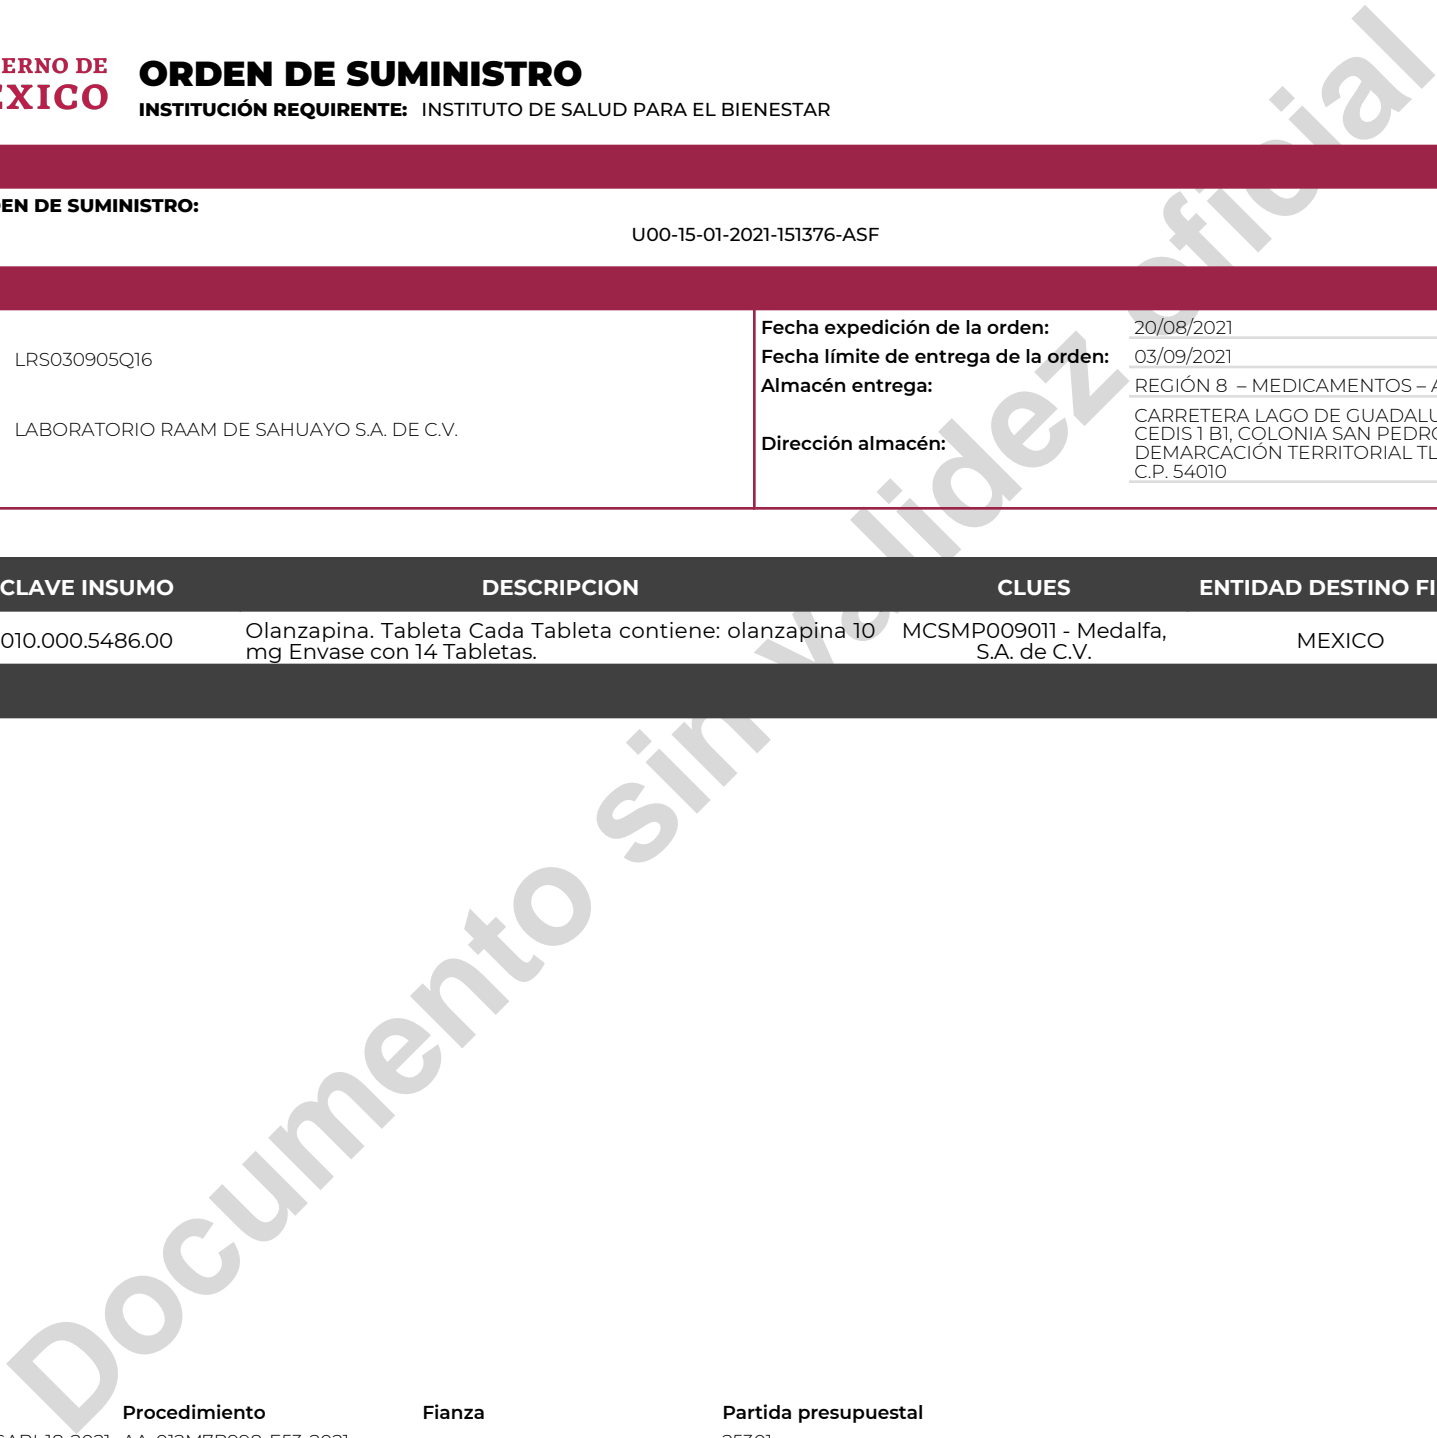 ERNO DE
EXICO
ORDEN DE SUMINISTRO
INSTITUCIÓN REQUIRENTE: INSTITUTO DE SALUD PARA EL BIENESTAR
EN DE SUMINISTRO:
U00-15-01-2021-151376-ASF
LRS030905Q16
LABORATORIO RAAM DE SAHUAYO S.A. DE C.V.
Fecha expedición de la orden: 20/08/2021
Fecha límite de entrega de la orden: 03/09/2021
Almacén entrega: REGIÓN 8 – MEDICAMENTOS – A
Dirección almacén:
CARRETERA LAGO DE GUADALU
CEDIS 1 B1, COLONIA SAN PEDRO
DEMARCACIÓN TERRITORIAL TL
C.P. 54010
CLAVE INSUMO DESCRIPCION CLUES ENTIDAD DESTINO FI
010.000.5486.00
Olanzapina. Tableta Cada Tableta contiene: olanzapina 10
mg Envase con 14 Tabletas.
MCSMP009011 - Medalfa,
S.A. de C.V.
MEXICO
Documento sin validez oficial
Procedimiento Fianza Partida presupuestal